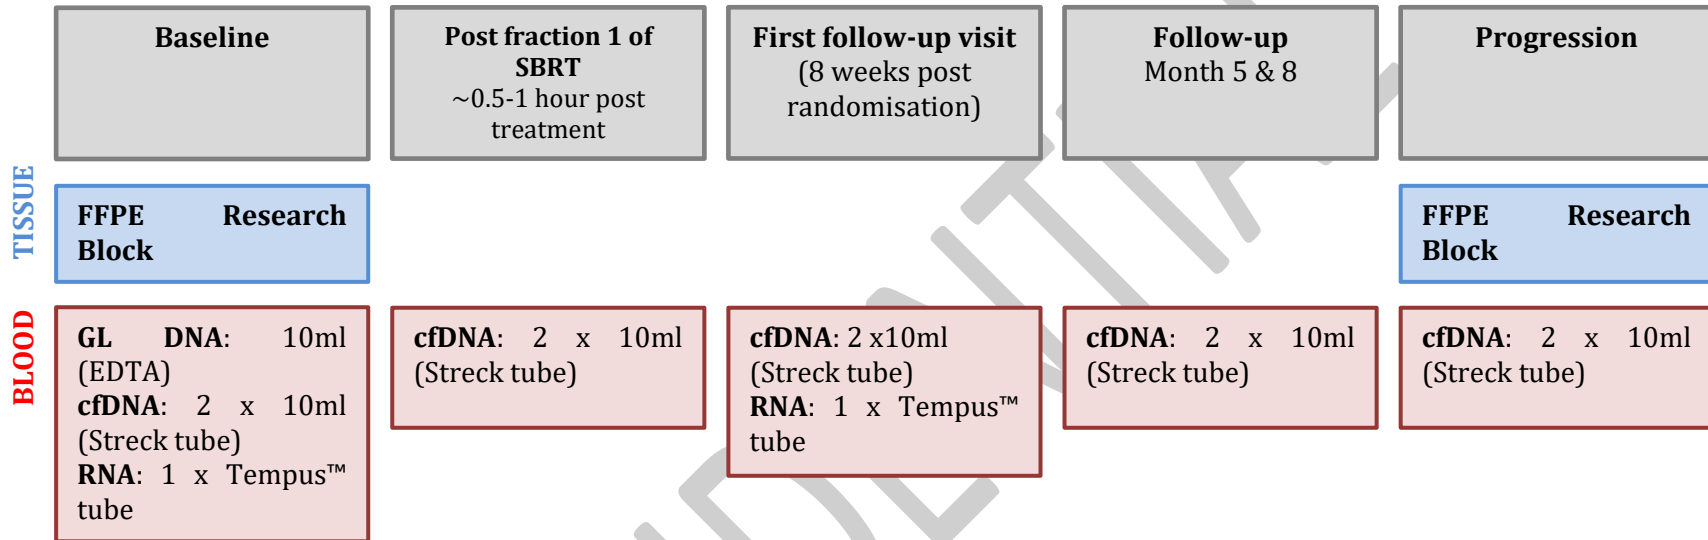 Baseline
Post fraction 1 of
SBRT
~0.5-1 hour post
treatment
First follow-up visit
(8 weeks post
randomisation)
Follow-up
Month 5 & 8
Progression
TISSUE
FFPE Research
Block
FFPE Research
Block
BLOOD
GL DNA: 10ml
(EDTA)
cfDNA: 2 x 10ml
(Streck tube)
RNA: 1 x Tempus™
tube
cfDNA: 2 x 10ml
(Streck tube)
cfDNA: 2 x10ml
(Streck tube)
RNA: 1 x Tempus™
tube
cfDNA: 2 x 10ml
(Streck tube)
cfDNA: 2 x 10ml
(Streck tube)